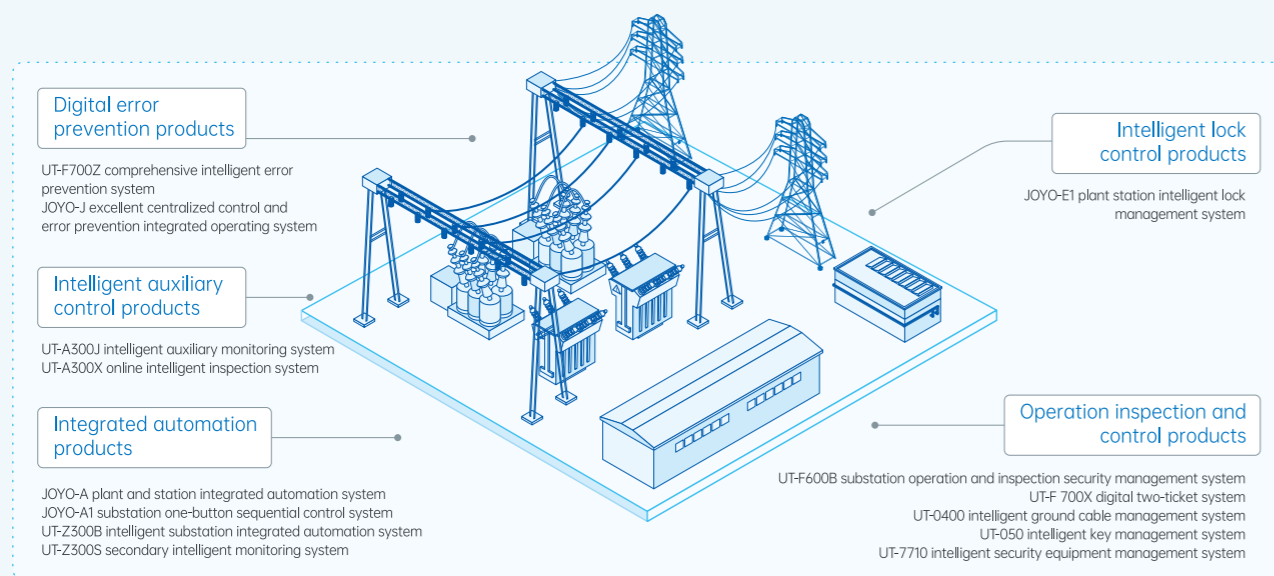 Digital error
prevention products
UT-F700Z comprehensive intelligent error
prevention system
JOYO-J excellent centralized control and
error prevention integrated operating system
Intelligent auxiliary
control products
UT-A300J intelligent auxiliary monitoring system
UT-A300X online intelligent inspection system
Integrated automation
products
JOYO-A plant and station integrated automation system
JOYO-A1 substation one-button sequential control system
UT-Z300B intelligent substation integrated automation system
UT-Z300S secondary intelligent monitoring system
Intelligent lock
control products
JOYO-E1 plant station intelligent lock
management system
Operation inspection and
control products
UT-F600B substation operation and inspection security management system
UT-F 700X digital two-ticket system
UT-0400 intelligent ground cable management system
UT-050 intelligent key management system
UT-7710 intelligent security equipment management system